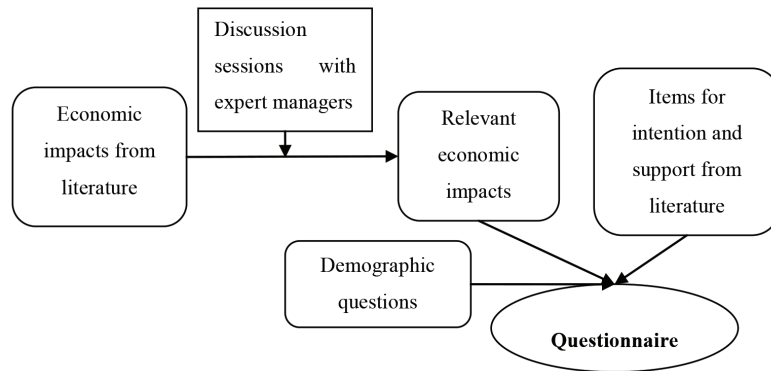 Discussion
sessions with
expert managers
Economic
impacts from
literature
Relevant
economic
impacts
Items for
intention and
support from
literature
Demographic
questions
Questionnaire